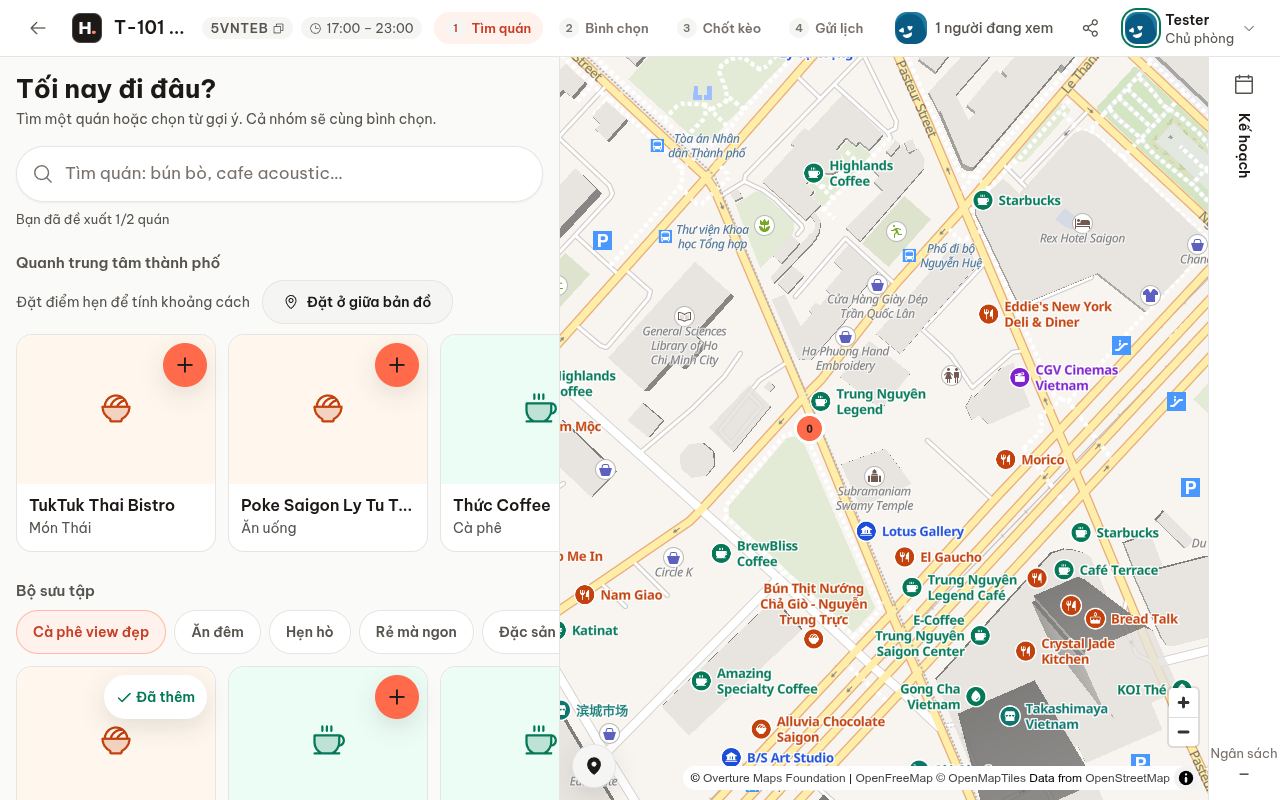 H.
T-101 ...
5VNTEB
17:00 – 23:00
1 Tìm quán
2 Bình chọn
3 Chốt kèo
4 Gửi lịch
1 người đang xem
Tester
Chủ phòng
Tối nay đi đâu?
Tìm một quán hoặc chọn từ gợi ý. Cả nhóm sẽ cùng bình chọn.
Tìm quán: bún bò, cafe acoustic...
Bạn đã đề xuất 1/2 quán
Quanh trung tâm thành phố
Đặt điểm hẹn để tính khoảng cách
Đặt ở giữa bản đồ
TukTuk Thai Bistro
Món Thái
Poke Saigon Ly Tu T...
Ăn uống
Thức Coffee
Cà phê
Bộ sưu tập
Cà phê view đẹp
Ăn đêm
Hẹn hò
Rẻ mà ngon
Đặc sản
Đã thêm
Street
Pasteur Street
Tòa án Nhân
dân Thành phố
Highlands
Coffee
Starbucks
Thư viện Khoa
học Tổng hợp
P
Phố đi bộ
Nguyễn Huệ
Rex Hotel Saigon
Cửa Hàng Giày Dép
Trần Quốc Lân
General Sciences
Library of Ho
Chi Minh City
Eddie's New York
Deli & Diner
Ha Phuong Hand
Embroidery
CGV Cinemas
Vietnam
Trung Nguyên
Legend
0
Morico
P
Subramaniam
Swamy Temple
Lotus Gallery
Starbucks
BrewBliss
Coffee
El Gaucho
Circle K
Café Terrace
Trung Nguyên
Legend Café
Nam Giao
Bún Thịt Nướng
Chả Giò - Nguyễn
Trung Trực
Bread Talk
Katinat
E-Coffee
Trung Nguyên
Saigon Center
Crystal Jade
Kitchen
Amazing
Specialty Coffee
Gong Cha
Vietnam
KOI Thé
滨城市场
Takashimaya
Vietnam
Alluvia Chocolate
Saigon
B/S Art Studio
P
© Overture Maps Foundation | OpenFreeMap © OpenMapTiles Data from OpenStreetMap
Kế hoạch
Ngân sách
–